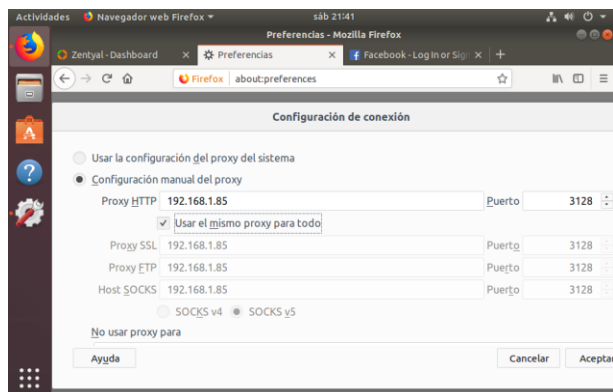 Actividades Navegador web Firefox sáb 21:41
Preferencias - Mozilla Firefox
Zentyal - Dashboard Preferencias Facebook - Log In or Sig
Firefox about:preferences
Configuración de conexión
Usar la configuración del proxy del sistema
Configuración manual del proxy
Proxy HTTP 192.168.1.85 Puerto 3128
Usar el mismo proxy para todo
Proxy SSL 192.168.1.85 Puerto 3128
Proxy FTP 192.168.1.85 Puerto 3128
Host SOCKS 192.168.1.85 Puerto 3128
SOCKS v4 SOCKS v5
No usar proxy para
Ayuda Cancelar Aceptar